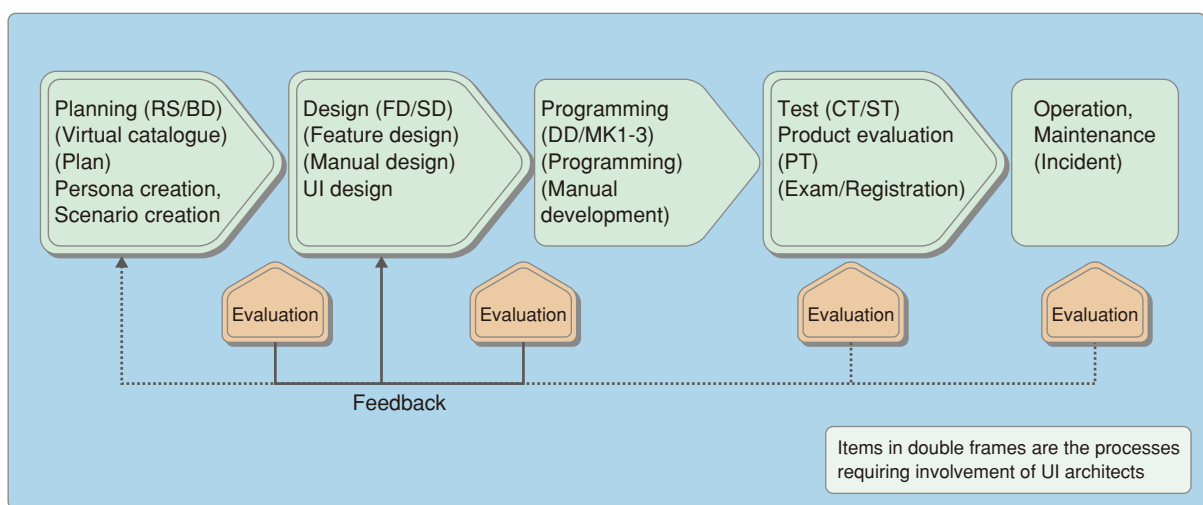 Planning (RS/BD)
(Virtual catalogue)
(Plan)
Persona creation,
Scenario creation
Design (FD/SD)
(Feature design)
(Manual design)
UI design
Programming
(DD/MK1-3)
(Programming)
(Manual
development)
Test (CT/ST)
Product evaluation
(PT)
(Exam/Registration)
Operation,
Maintenance
(Incident)
Evaluation
Evaluation
Evaluation
Evaluation
Feedback
Items in double frames are the processes
requiring involvement of UI architects